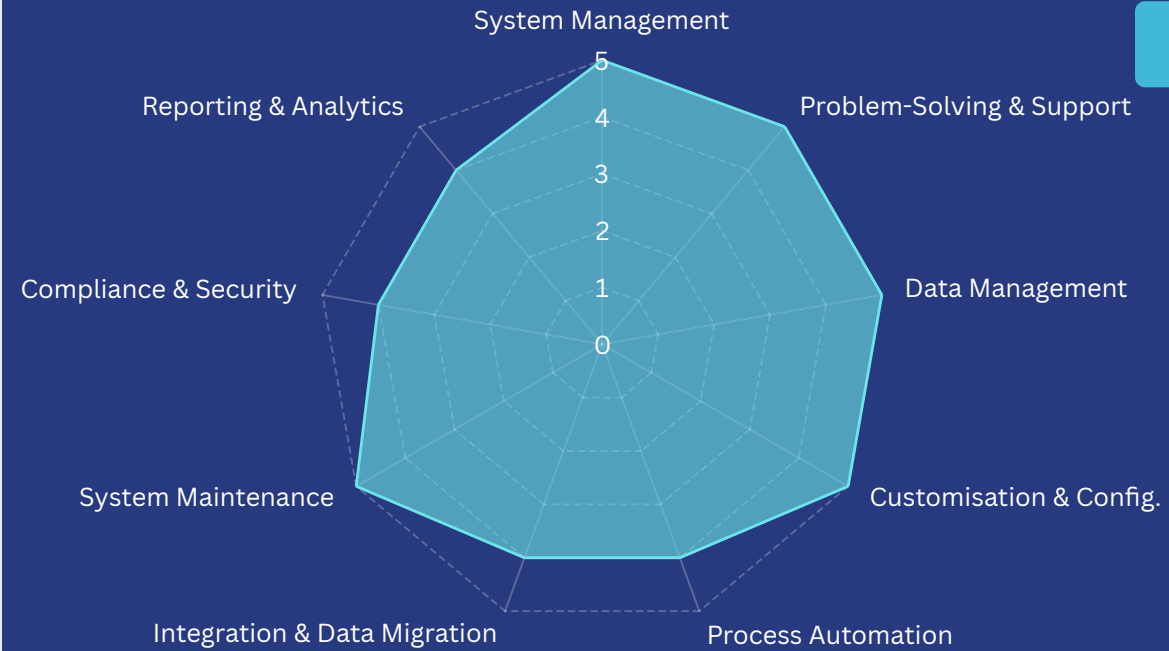 System Management
5
Reporting & Analytics
Problem-Solving & Support
4
3
2
Compliance & Security
1
Data Management
0
System Maintenance
Customisation & Config.
Integration & Data Migration
Process Automation